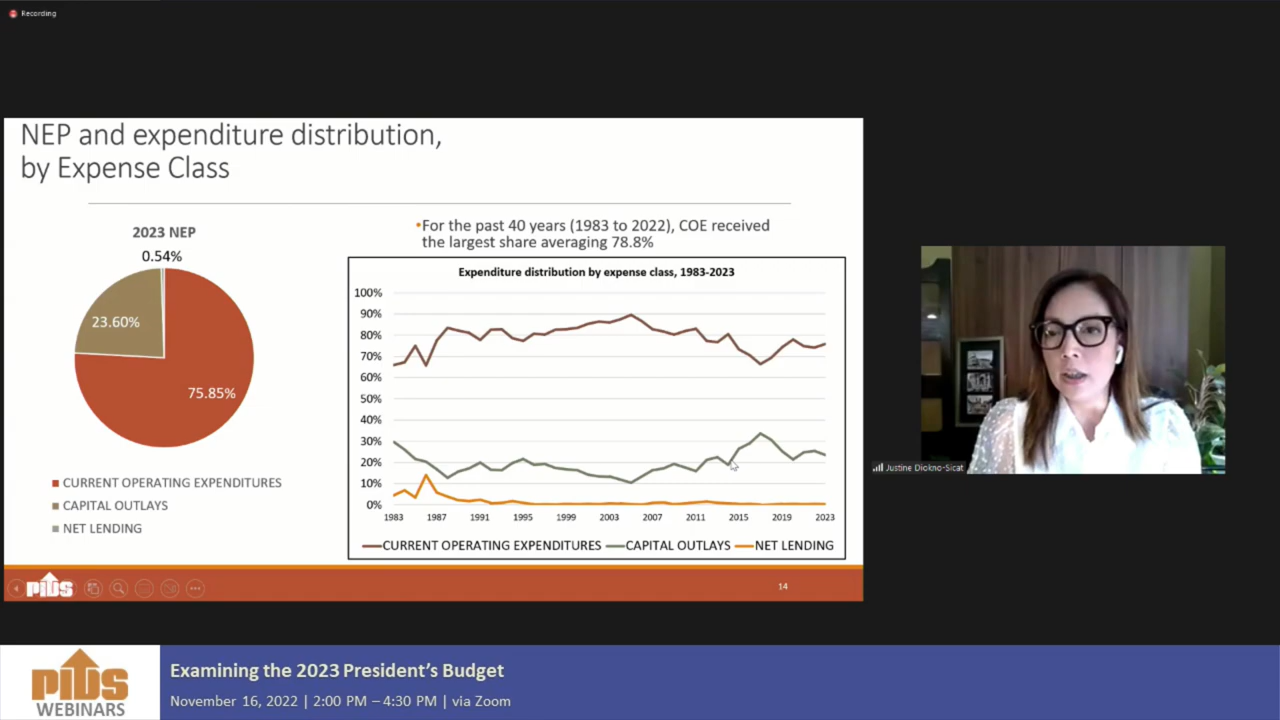 Recording
NEP and expenditure distribution,
by Expense Class
2023 NEP
0.54%
23.60%
75.85%
CURRENT OPERATING EXPENDITURES
CAPITAL OUTLAYS
NET LENDING
•For the past 40 years (1983 to 2022), COE received
the largest share averaging 78.8%
Expenditure distribution by expense class, 1983-2023
100%
90%
80%
70%
60%
50%
40%
30%
20%
10%
0%
1983 1987 1991 1995 1999 2003 2007 2011 2015 2019 2023
CURRENT OPERATING EXPENDITURES CAPITAL OUTLAYS NET LENDING
PIDS
14
Justine Diokno-Sicat
PIDS
WEBINARS
Examining the 2023 President’s Budget
November 16, 2022 | 2:00 PM – 4:30 PM | via Zoom